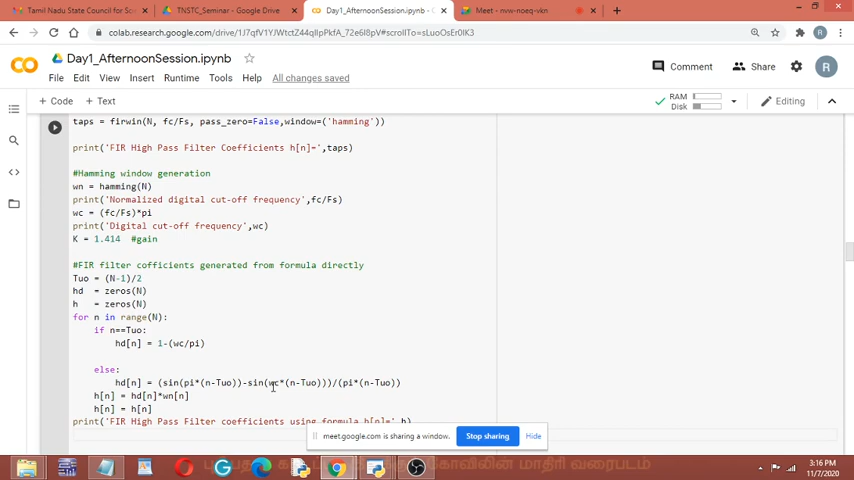 Tamil Nadu State Council for Scie
TNSTC_Seminar - Google Drive
Day1_AfternoonSession.ipynb - C
Meet - nvw-noeq-vkn
colab.research.google.com/drive/
Day1_AfternoonSession.ipynb
Comment
Share
R
File Edit View Insert Runtime Tools Help All changes saved
+ Code + Text
RAM
Disk
Editing
taps = firwin(N, fc/Fs, pass_zero=False,window=('hamming'))
print('FIR High Pass Filter Coefficients h[n]=',taps)
#Hamming window generation
wn = hamming(N)
print('Normalized digital cut-off frequency',fc/Fs)
wc = (fc/Fs)*pi
print('Digital cut-off frequency',wc)
K = 1.414 #gain
#FIR filter cofficients generated from formula directly
Tuo = (N-1)/2
hd = zeros(N)
h = zeros(N)
for n in range(N):
if n==Tuo:
hd[n] = 1-(wc/pi)
else:
hd[n] = (sin(pi*(n-Tuo))-sin(wc*(n-Tuo)))/(pi*(n-Tuo))
h[n] = hd[n]*wn[n]
h[n] = h[n]
print('FIR High Pass Filter coefficients using formula h[n]=',h)
meet.google.com is sharing a window.
Stop sharing
Hide
மாதிரி வரைபடம்
3:16 PM
11/7/2020